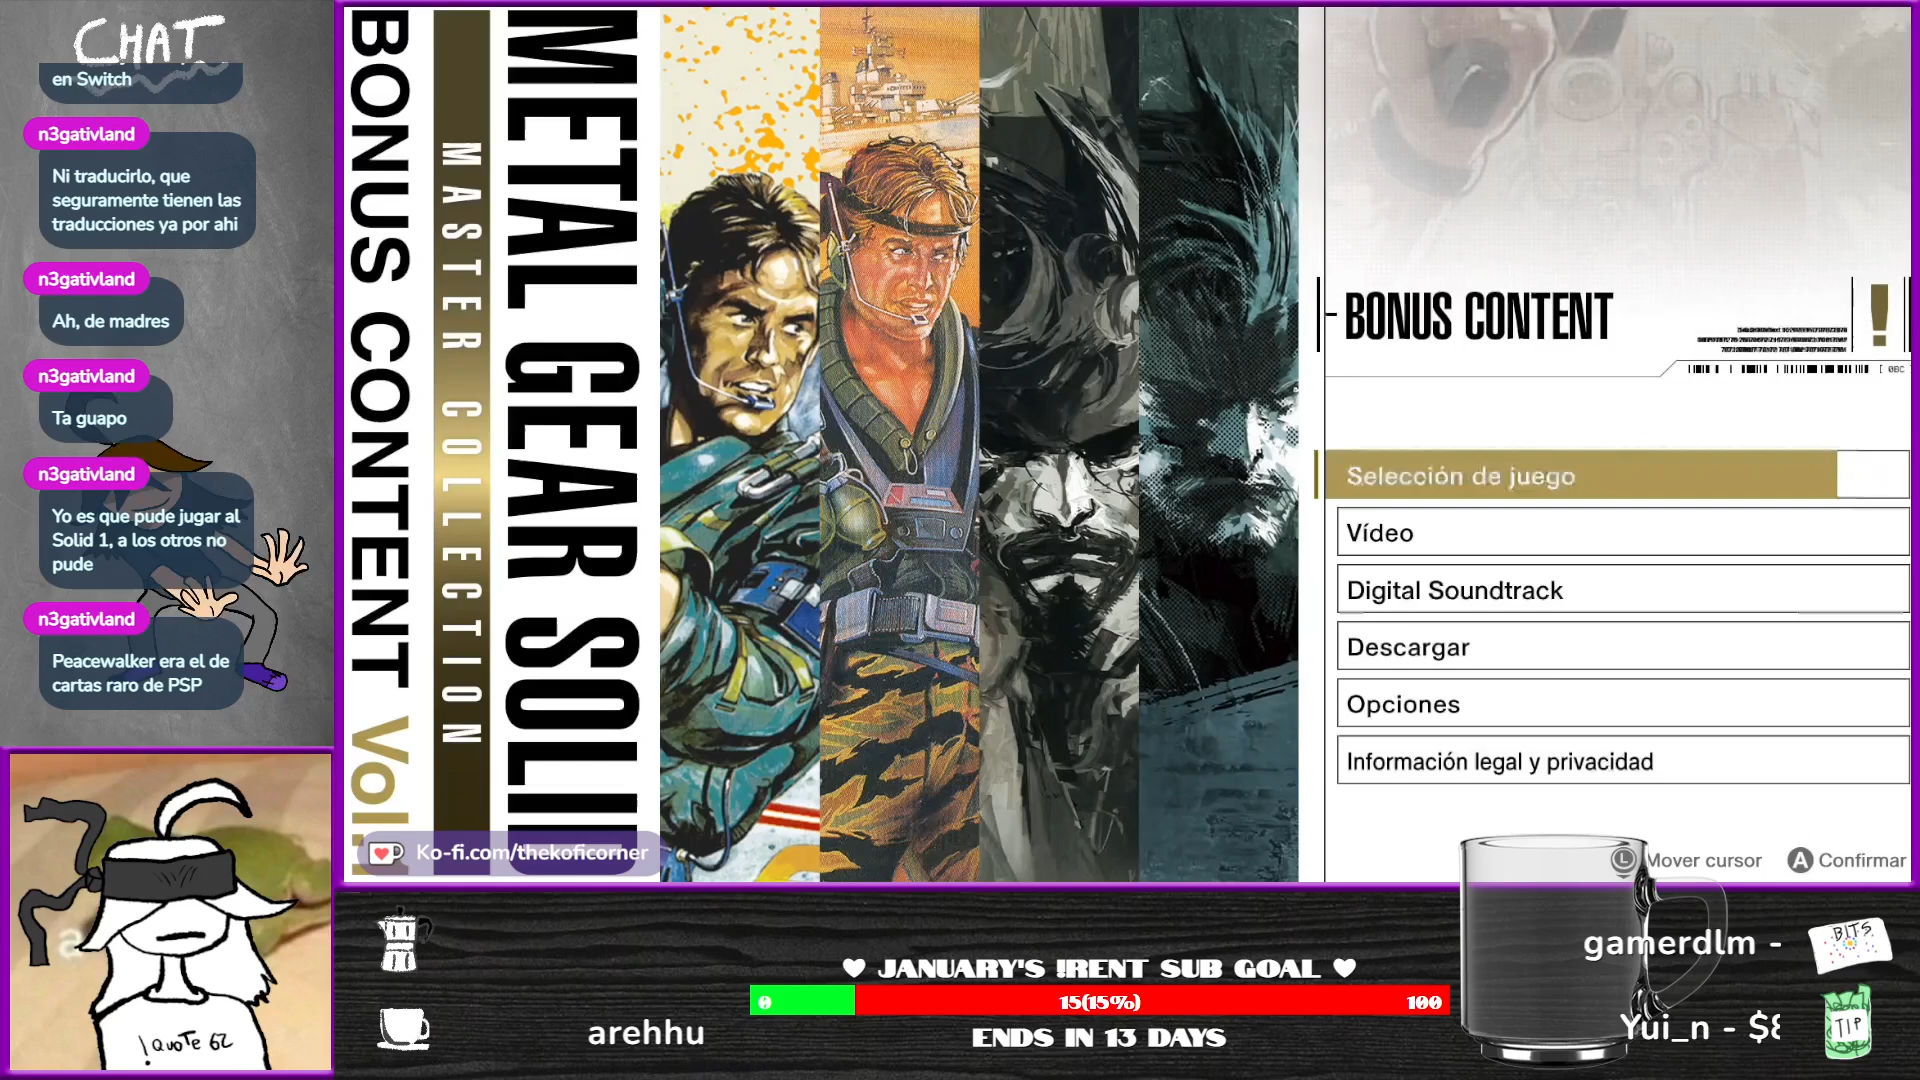 CHAT
en Switch
n3gativland
Ni traducirlo, que
seguramente tienen las
traducciones ya por ahi
n3gativland
Ah, de madres
n3gativland
Ta guapo
n3gativland
Yo es que pude jugar al
Solid 1, a los otros no
pude
n3gativland
Peacewalker era el de
cartas raro de PSP
!QUOTE 62
BONUS CONTENT Vol.
MASTER COLLECTION
METAL GEAR SOLI
Ko-fi.com/thekoficorner
BONUS CONTENT
!
Selección de juego
Vídeo
Digital Soundtrack
Descargar
Opciones
Información legal y privacidad
L Mover cursor
A Confirmar
JANUARY'S !RENT SUB GOAL
0 15(15%) 100
ENDS IN 13 DAYS
arehhu
gamerdlm -
BITS
Yui_n - $
TIP